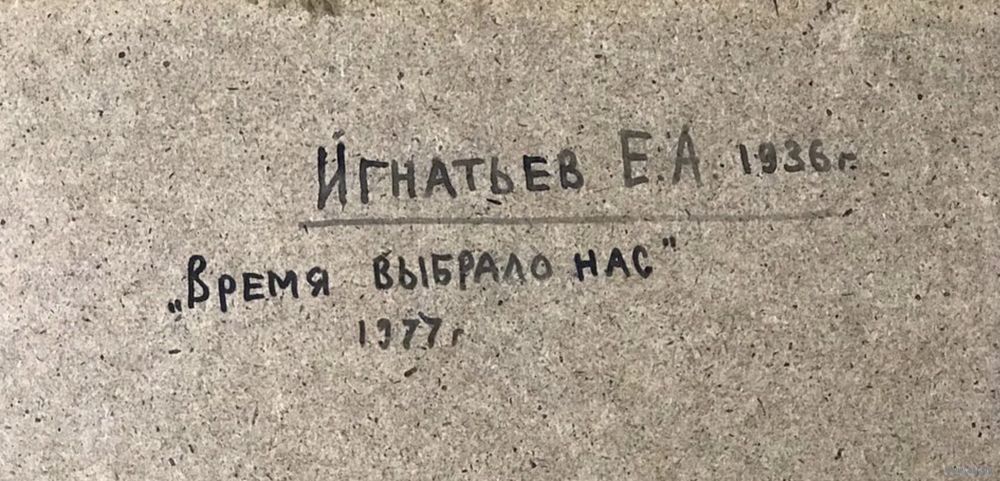 Игнатьев Е.А. 1936г.
„Время выбрало нас"
1977г